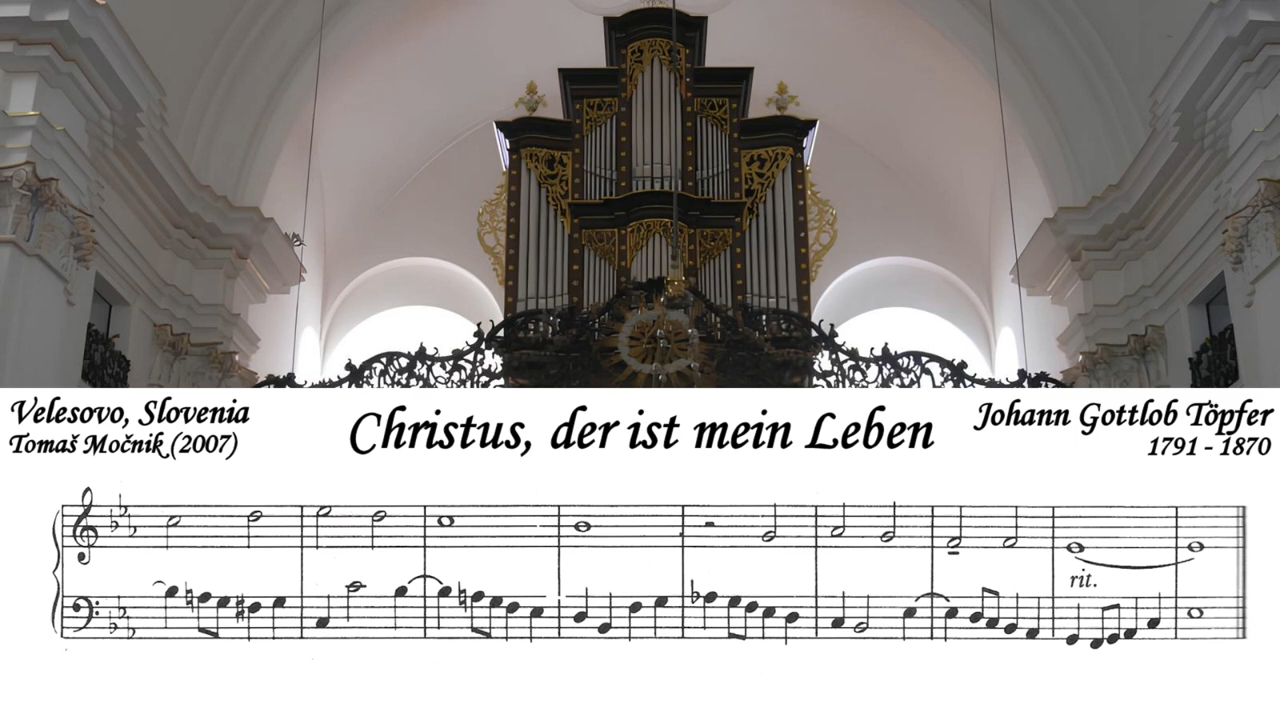 Velesovo, Slovenia
Tomaš Močnik (2007)
Christus, der ist mein Leben
Johann Gottlob Töpfer
1791 - 1870
rit.